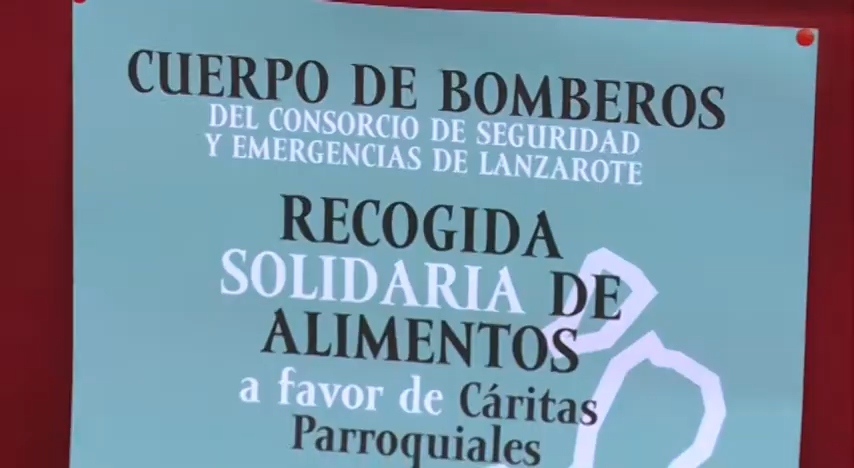 CUERPO DE BOMBEROS
DEL CONSORCIO DE SEGURIDAD
Y EMERGENCIAS DE LANZAROTE
RECOGIDA
SOLIDARIA DE
ALIMENTOS
a favor de Cáritas
Parroquiales